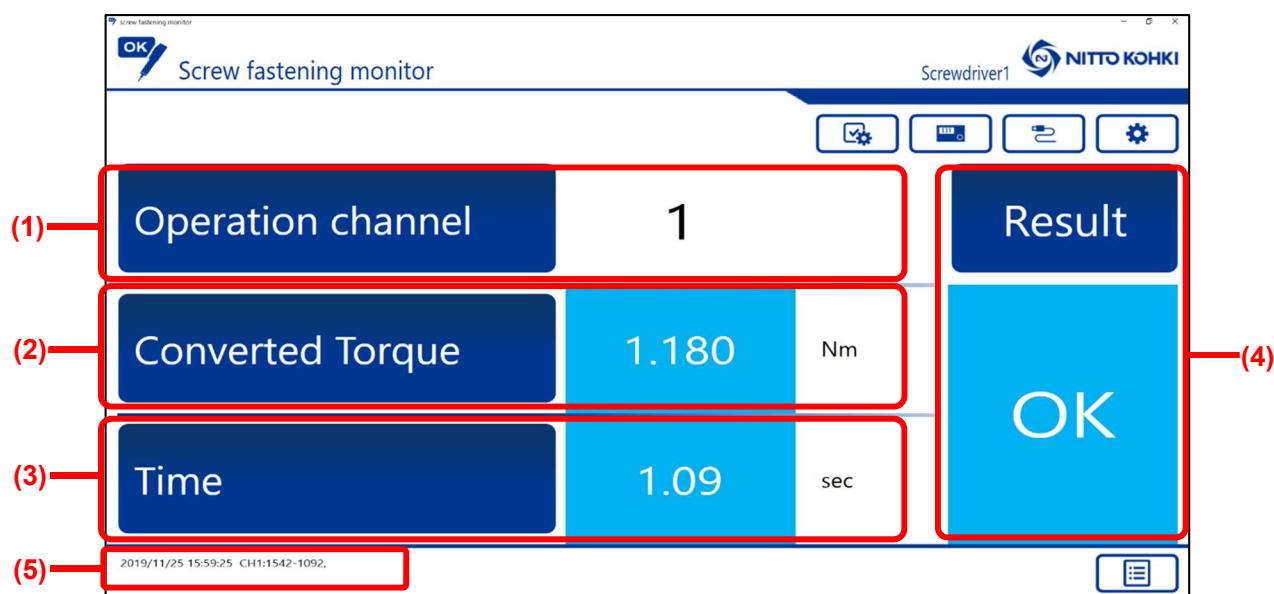 screw fastening monitor
OK
Screw fastening monitor
Screwdriver1
NITTO KOHKI
(1)
Operation channel
1
Result
(2)
Converted Torque
1.180
Nm
(4)
OK
(3)
Time
1.09
sec
(5)
2019/11/25 15:59:25 CH1:1542-1092,